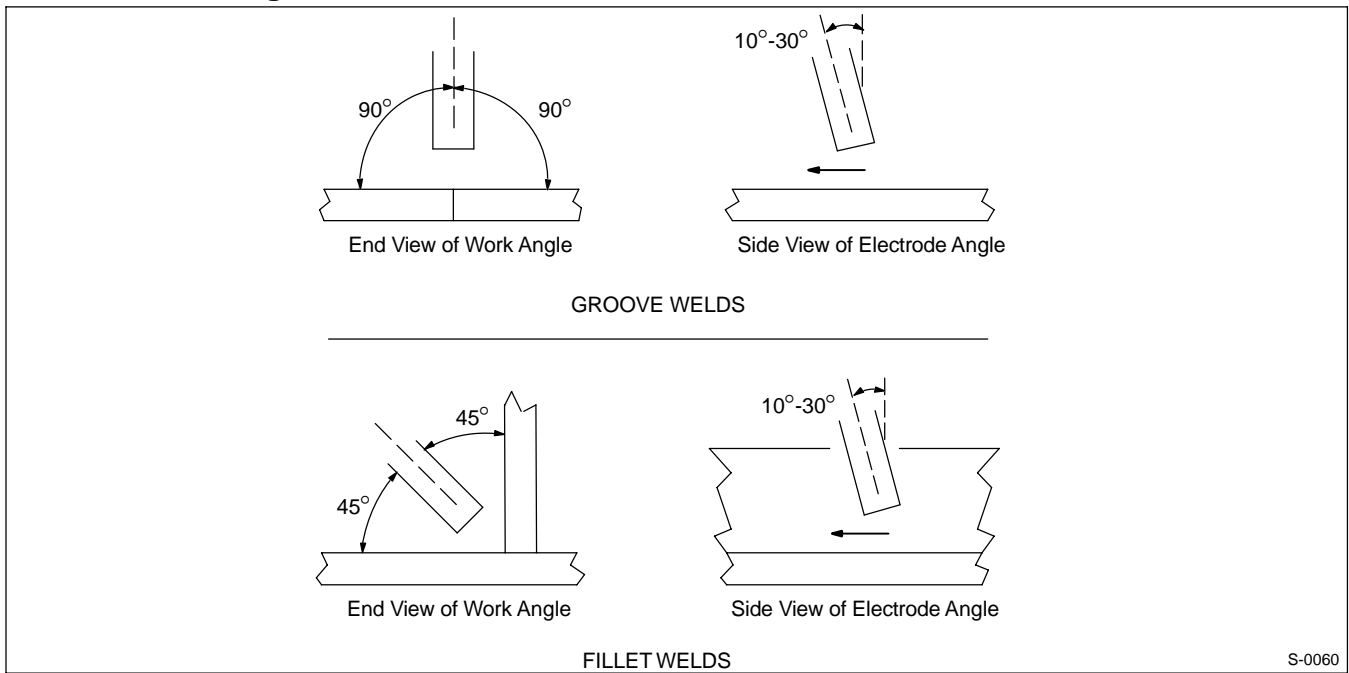 10°-30°
90°
90°
End View of Work Angle
Side View of Electrode Angle
GROOVE WELDS
10°-30°
45°
45°
End View of Work Angle
Side View of Electrode Angle
FILLET WELDS
S-0060